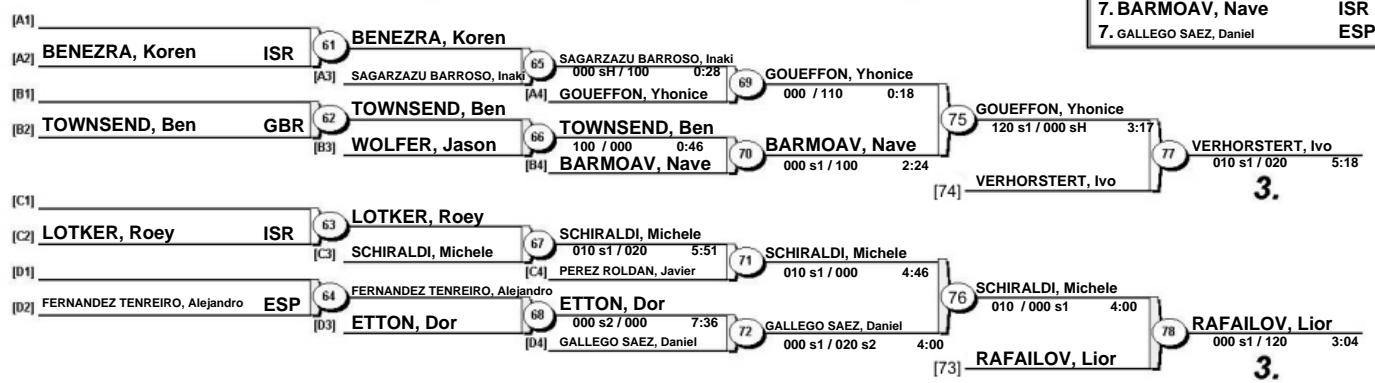 7. BARMOAV, Nave ISR
7. GALLEGO SAEZ, Daniel ESP
[A1]
[A2] BENEZRA, Koren ISR
61
BENEZRA, Koren
[A3] SAGARZAZU BARROSO, Inaki
65
SAGARZAZU BARROSO, Inaki
000 sH / 100 0:28
[A4] GOUEFFON, Yhonice
69
GOUEFFON, Yhonice
000 / 110 0:18
[B1]
[B2] TOWNSEND, Ben GBR
62
TOWNSEND, Ben
[B3] WOLFER, Jason
66
TOWNSEND, Ben
100 / 000 0:46
[B4] BARMOAV, Nave
70
BARMOAV, Nave
000 s1 / 100 2:24
75
GOUEFFON, Yhonice
120 s1 / 000 sH 3:17
[74] VERHORSTERT, Ivo
77
VERHORSTERT, Ivo
010 s1 / 020 5:18
3.
[C1]
[C2] LOTKER, Roey ISR
63
LOTKER, Roey
[C3] SCHIRALDI, Michele
67
SCHIRALDI, Michele
010 s1 / 020 5:51
[C4] PEREZ ROLDAN, Javier
71
SCHIRALDI, Michele
010 s1 / 000 4:46
[D1]
[D2] FERNANDEZ TENREIRO, Alejandro ESP
64
FERNANDEZ TENREIRO, Alejandro
[D3] ETTON, Dor
68
ETTON, Dor
000 s2 / 000 7:36
[D4] GALLEGO SAEZ, Daniel
72
GALLEGO SAEZ, Daniel
000 s1 / 020 s2 4:00
76
SCHIRALDI, Michele
010 / 000 s1 4:00
[73] RAFAILOV, Lior
78
RAFAILOV, Lior
000 s1 / 120 3:04
3.